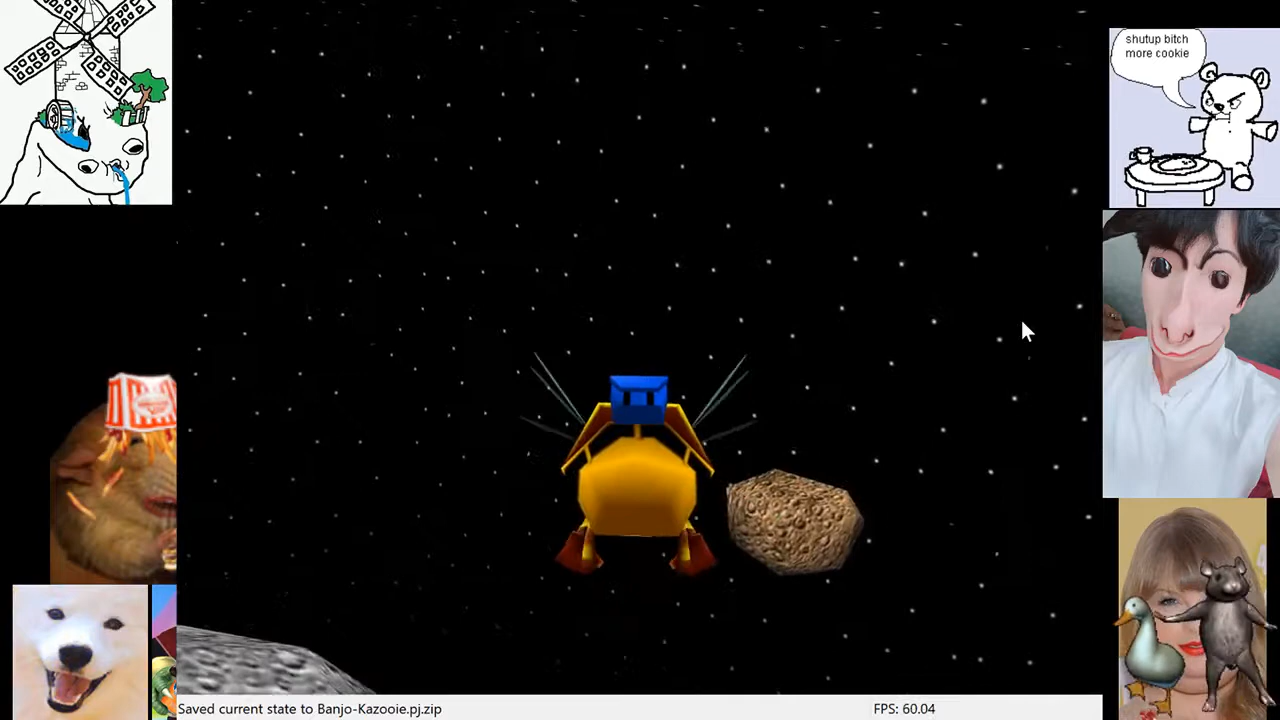 shutup bitch
more cookie
Saved current state to Banjo-Kazooie.pj.zip
FPS: 60.04